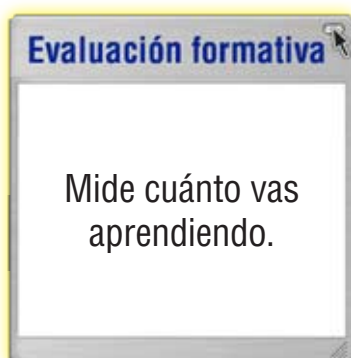 Evaluación formativa
Mide cuánto vas
aprendiendo.